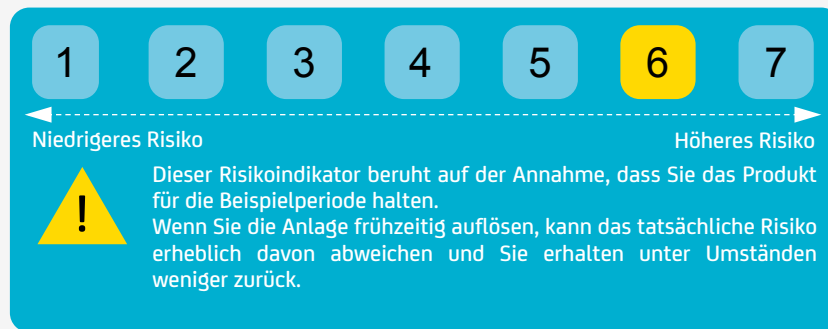 1 2 3 4 5 6 7
Niedrigeres Risiko Höheres Risiko
!
Dieser Risikoindikator beruht auf der Annahme, dass Sie das Produkt
für die Beispielperiode halten.
Wenn Sie die Anlage frühzeitig auflösen, kann das tatsächliche Risiko
erheblich davon abweichen und Sie erhalten unter Umständen
weniger zurück.